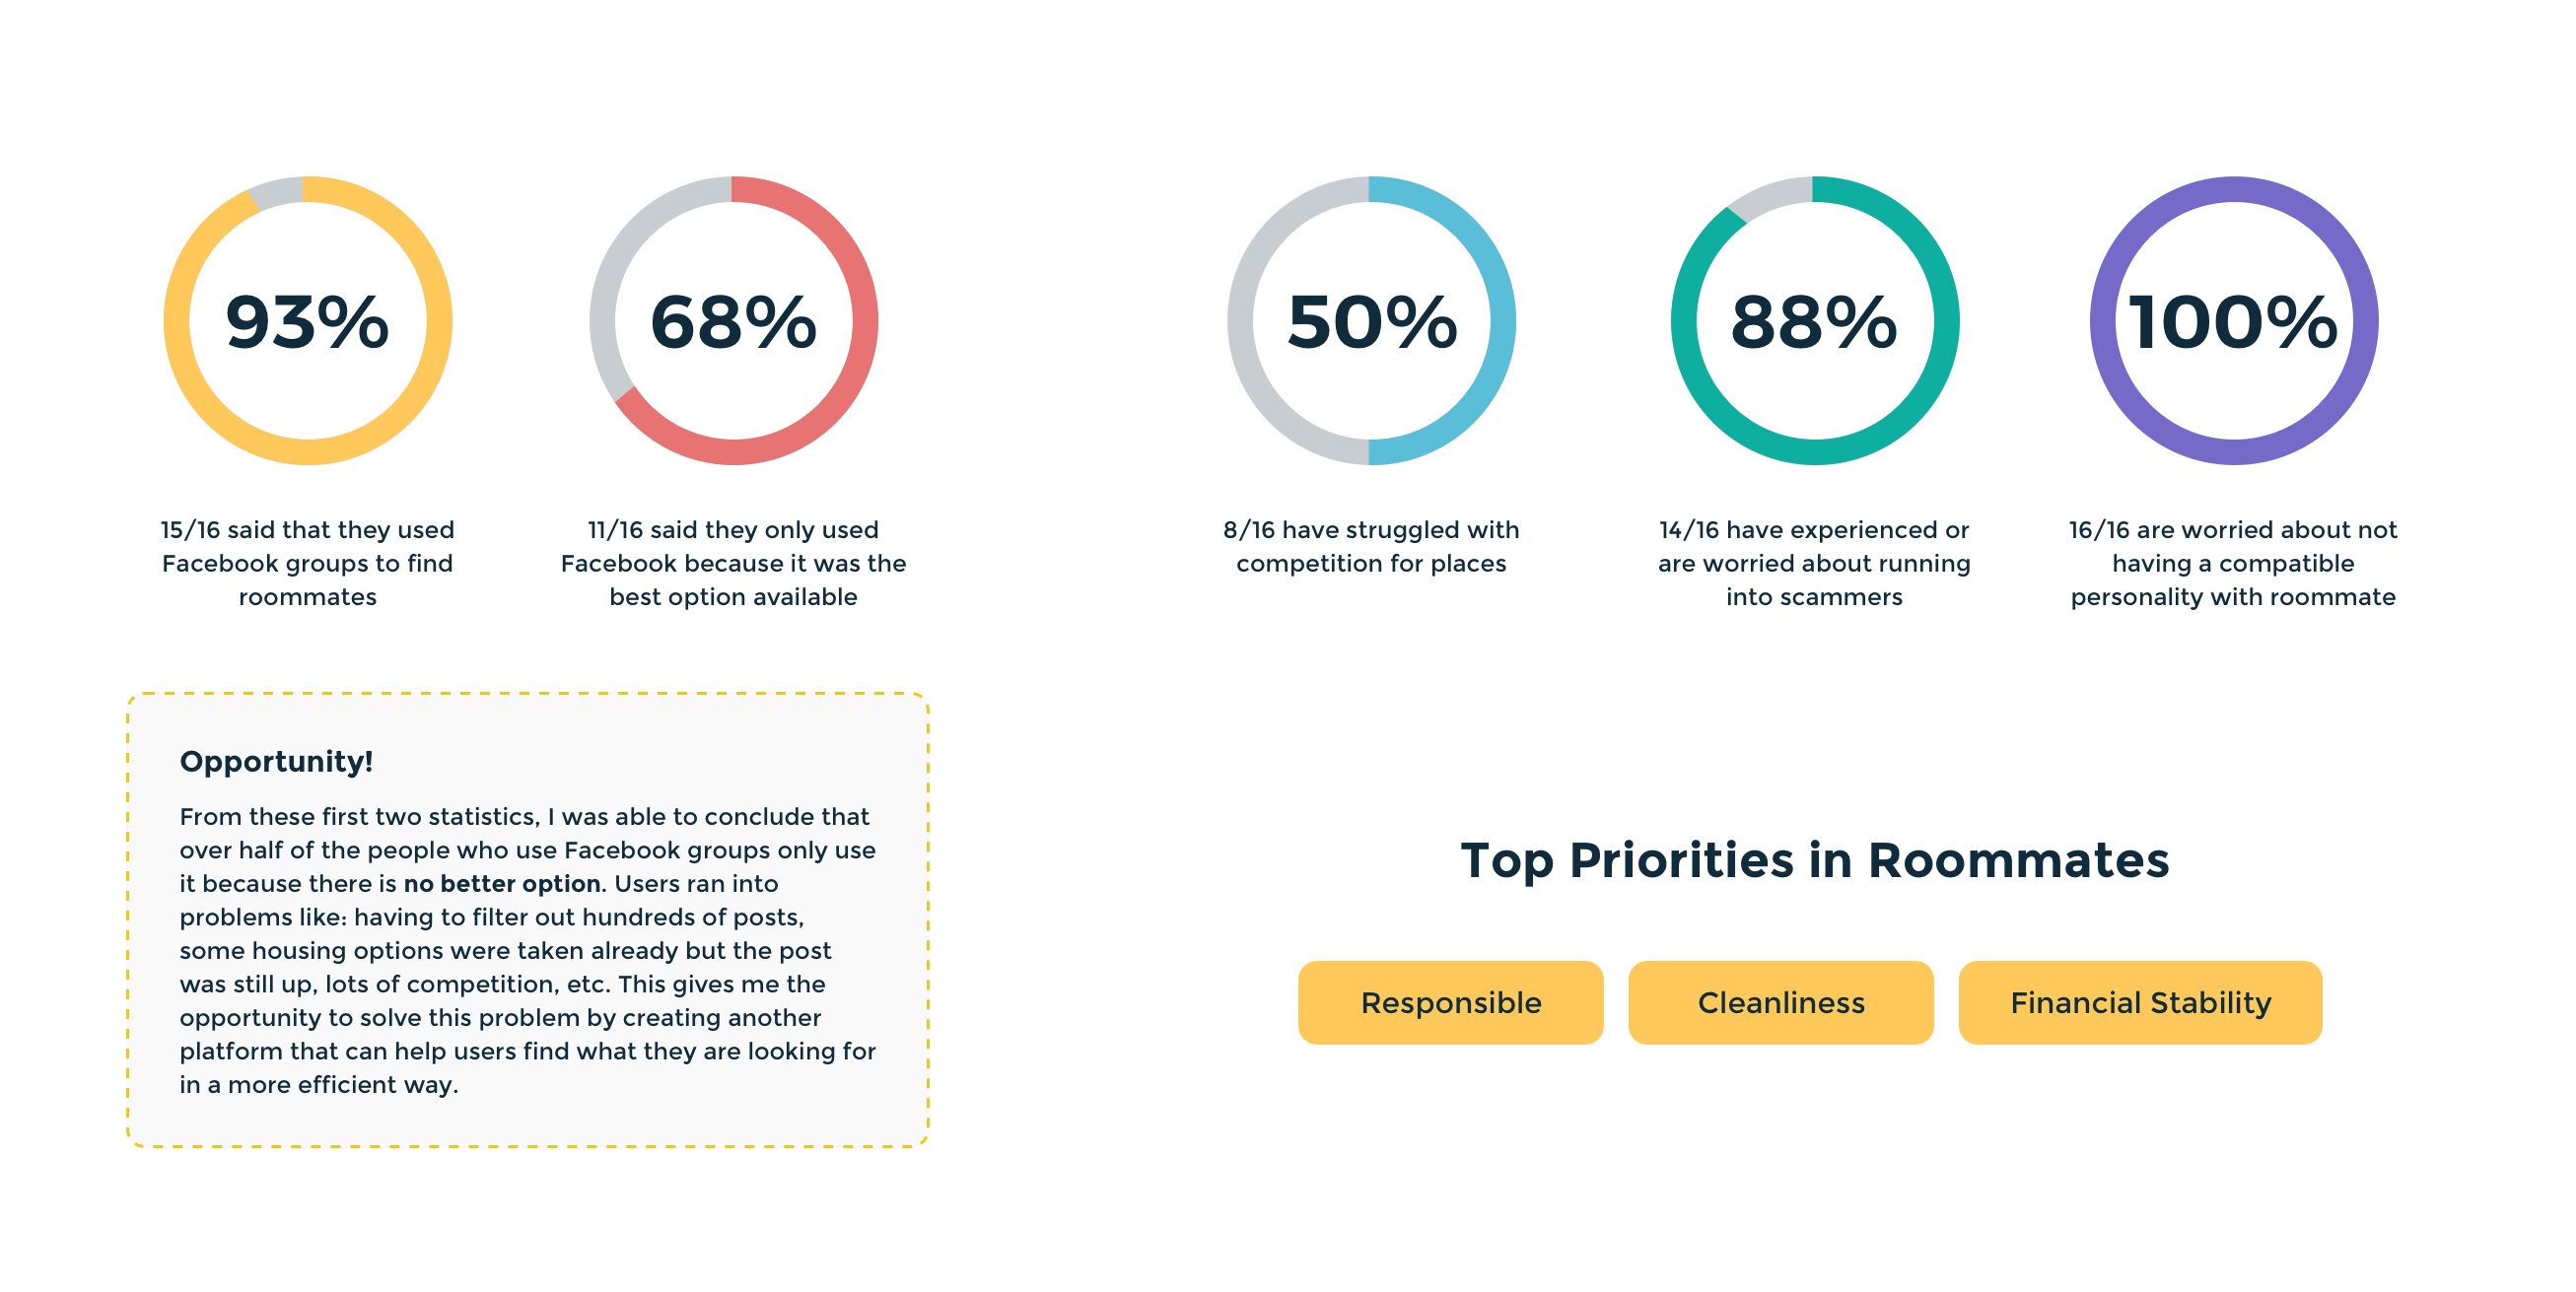 93%
15/16 said that they used
Facebook groups to find
roommates
68%
11/16 said they only used
Facebook because it was the
best option available
50%
8/16 have struggled with
competition for places
88%
14/16 have experienced or
are worried about running
into scammers
100%
16/16 are worried about not
having a compatible
personality with roommate
Opportunity!
From these first two statistics, I was able to conclude that
over half of the people who use Facebook groups only use
it because there is no better option. Users ran into
problems like: having to filter out hundreds of posts,
some housing options were taken already but the post
was still up, lots of competition, etc. This gives me the
opportunity to solve this problem by creating another
platform that can help users find what they are looking for
in a more efficient way.
Top Priorities in Roommates
Responsible
Cleanliness
Financial Stability